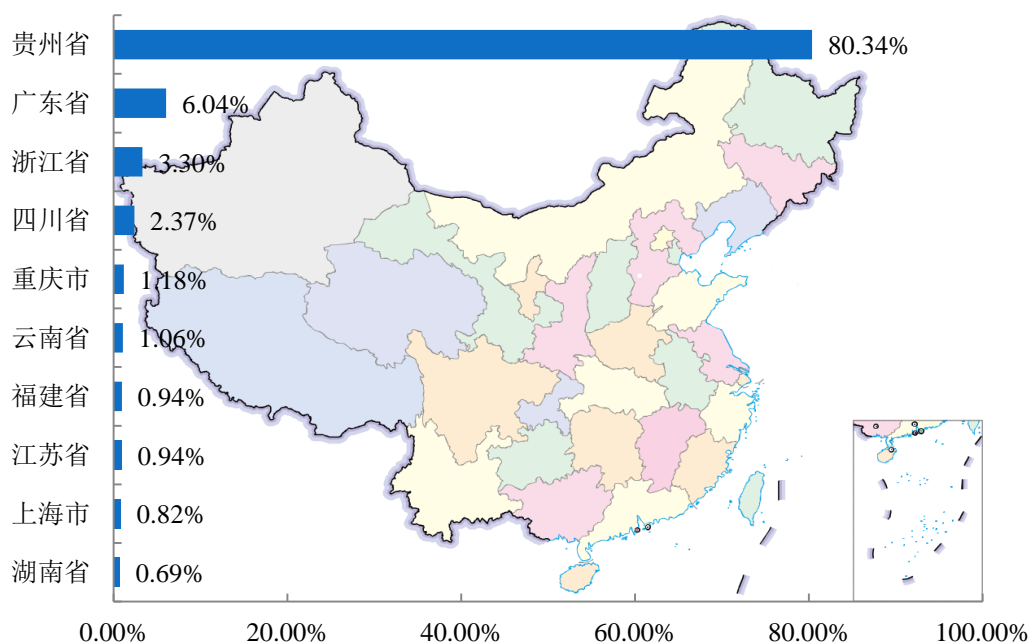 贵州省 80.34%
广东省 6.04%
浙江省 3.30%
四川省 2.37%
重庆市 1.18%
云南省 1.06%
福建省 0.94%
江苏省 0.94%
上海市 0.82%
湖南省 0.69%
0.00% 20.00% 40.00% 60.00% 80.00% 100.00%